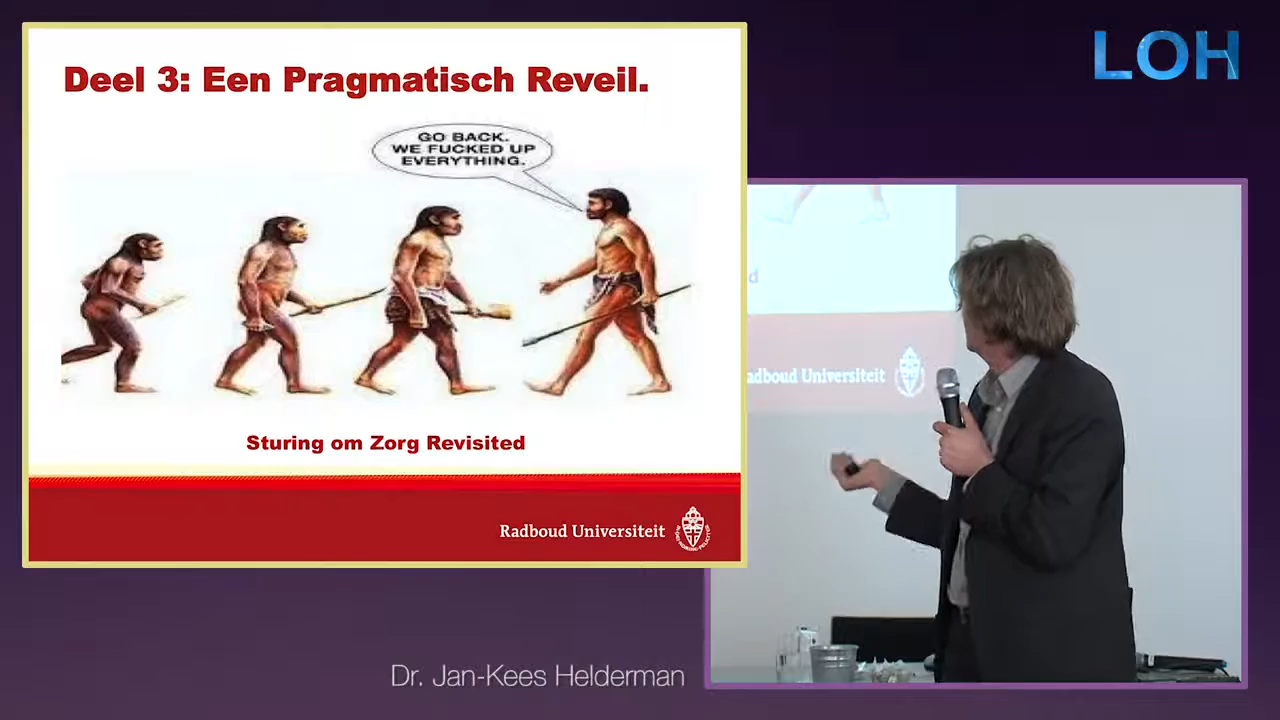 Deel 3: Een Pragmatisch Reveil.
GO BACK.
WE FUCKED UP
EVERYTHING.
Sturing om Zorg Revisited
Radboud Universiteit
LOH
d
adboud Universiteit
Dr. Jan-Kees Helderman